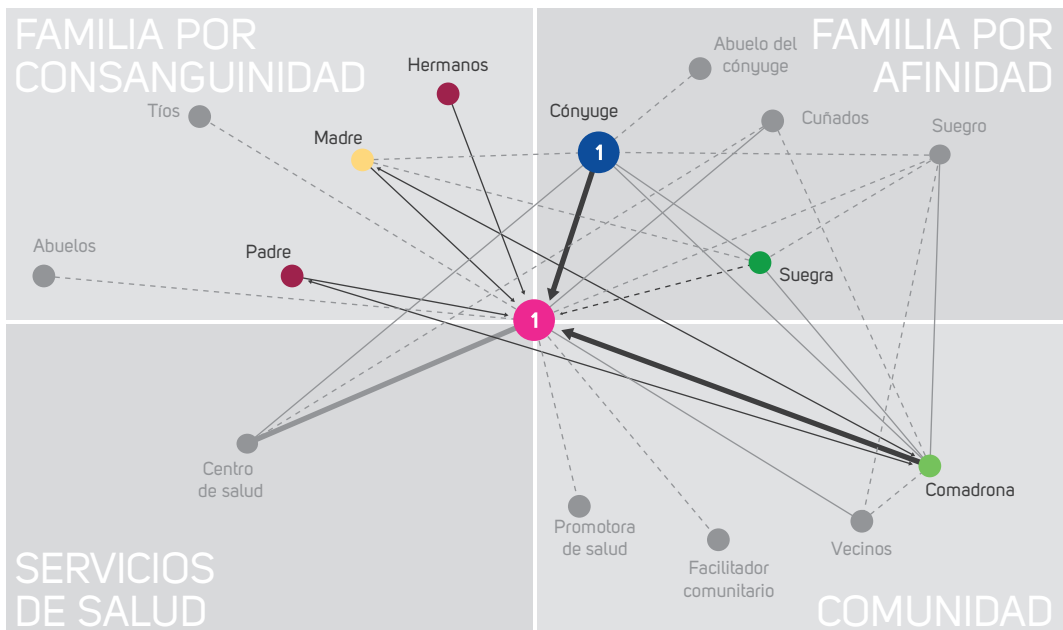 FAMILIA POR
CONSANGUINIDAD
FAMILIA POR
AFINIDAD
Hermanos
Tíos
Madre
Abuelos
Padre
Abuelo del
cónyuge
Cónyuge
Cuñados
Suegro
1
Suegra
1
Centro
de salud
Comadrona
Promotora
de salud
Vecinos
Facilitador
comunitario
SERVICIOS
DE SALUD
COMUNIDAD